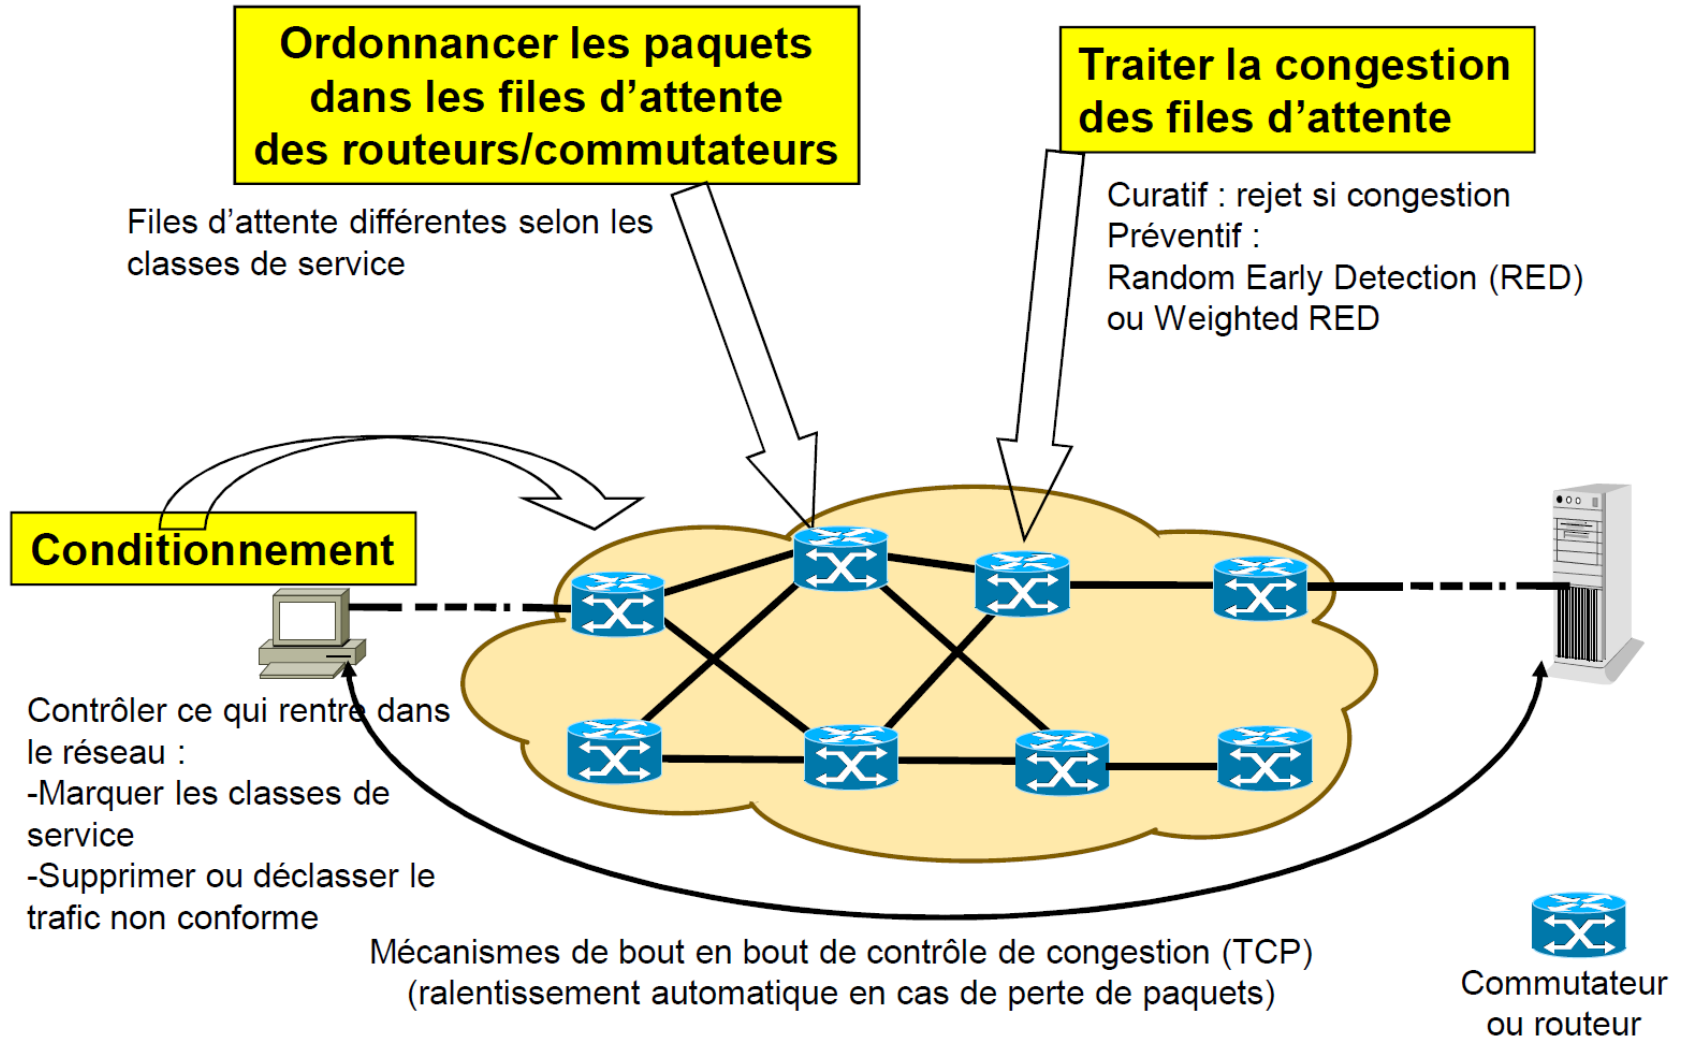 Ordonnancer les paquets
dans les files d'attente
des routeurs/commutateurs
Traiter la congestion
des files d'attente
Files d'attente différentes selon les
classes de service
Curatif : rejet si congestion
Préventif :
Random Early Detection (RED)
ou Weighted RED
Conditionnement
Contrôler ce qui rentre dans
le réseau :
-Marquer les classes de
service
-Supprimer ou déclasser le
trafic non conforme
Mécanismes de bout en bout de contrôle de congestion (TCP)
(ralentissement automatique en cas de perte de paquets)
Commutateur
ou routeur